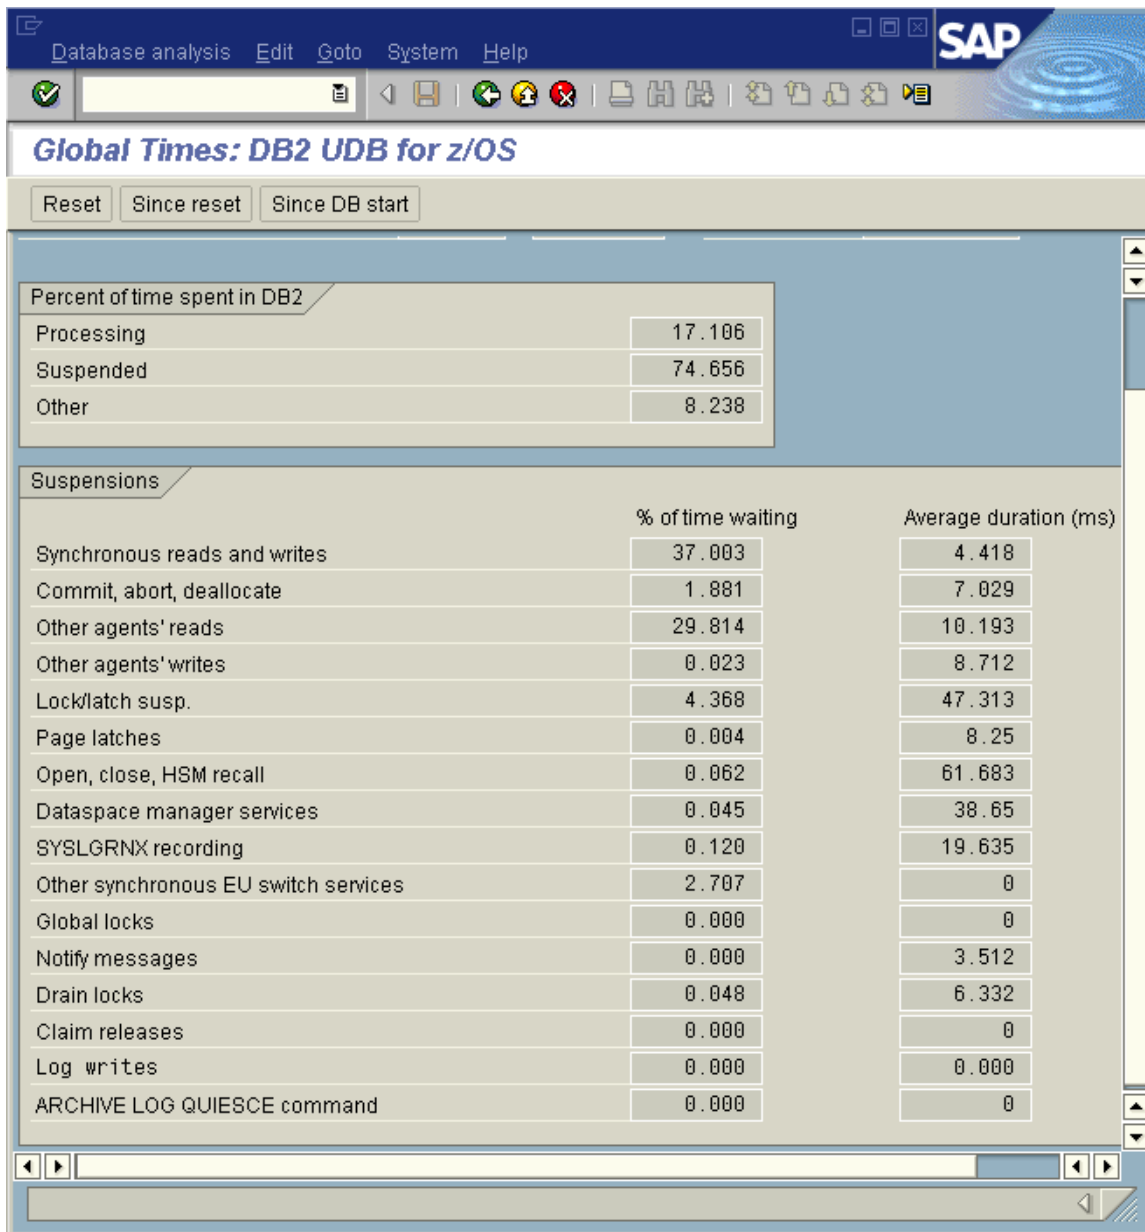 Database analysis Edit Goto System Help
SAP
Global Times: DB2 UDB for z/OS
Reset Since reset Since DB start
Percent of time spent in DB2
Processing 17.106
Suspended 74.656
Other 8.238
Suspensions
% of time waiting Average duration (ms)
Synchronous reads and writes 37.003 4.418
Commit, abort, deallocate 1.881 7.029
Other agents' reads 29.814 10.193
Other agents' writes 0.023 8.712
Lock/latch susp. 4.368 47.313
Page latches 0.004 8.25
Open, close, HSM recall 0.062 61.683
Dataspace manager services 0.045 38.65
SYSLGRNX recording 0.120 19.635
Other synchronous EU switch services 2.707 0
Global locks 0.000 0
Notify messages 0.000 3.512
Drain locks 0.048 6.332
Claim releases 0.000 0
Log writes 0.000 0.000
ARCHIVE LOG QUIESCE command 0.000 0